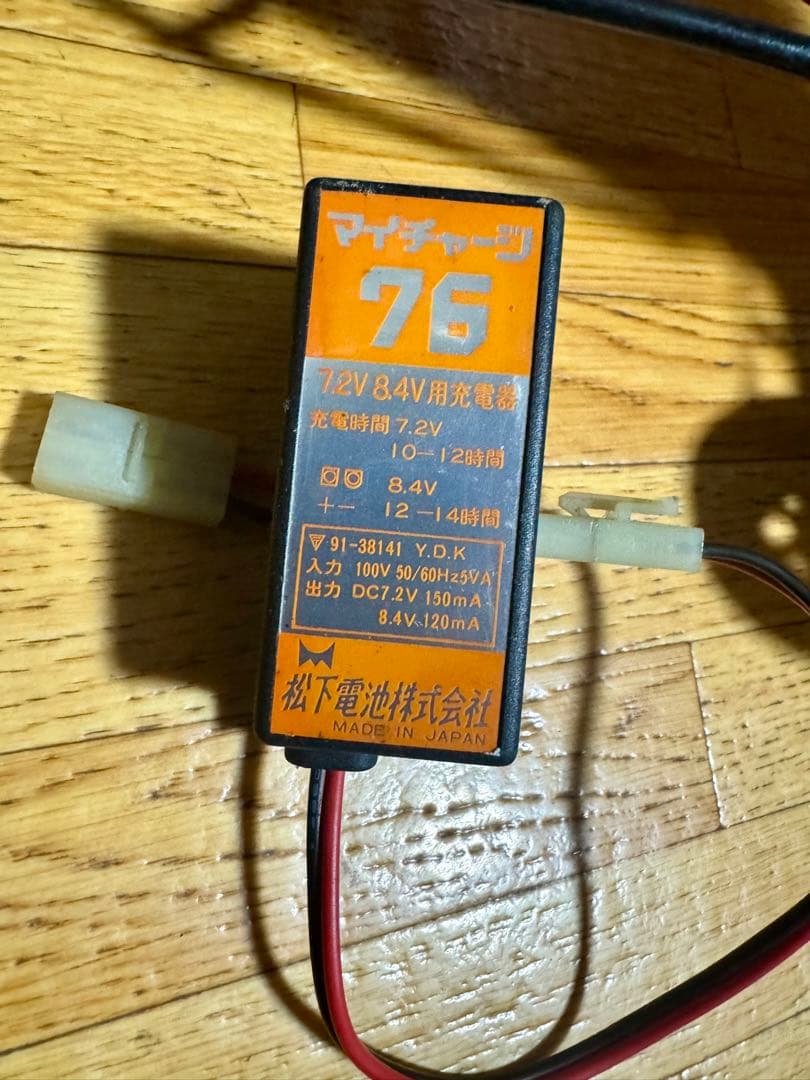 マイチャージ
76
7.2V 8.4V用充電器
充電時間 7.2V
10-12時間
8.4V
+ - 12-14時間
91-38141 Y.D.K
入力 100V 50/60Hz 5VA
出力 DC7.2V 150mA
8.4V 120mA
松下電池株式会社
MADE IN JAPAN